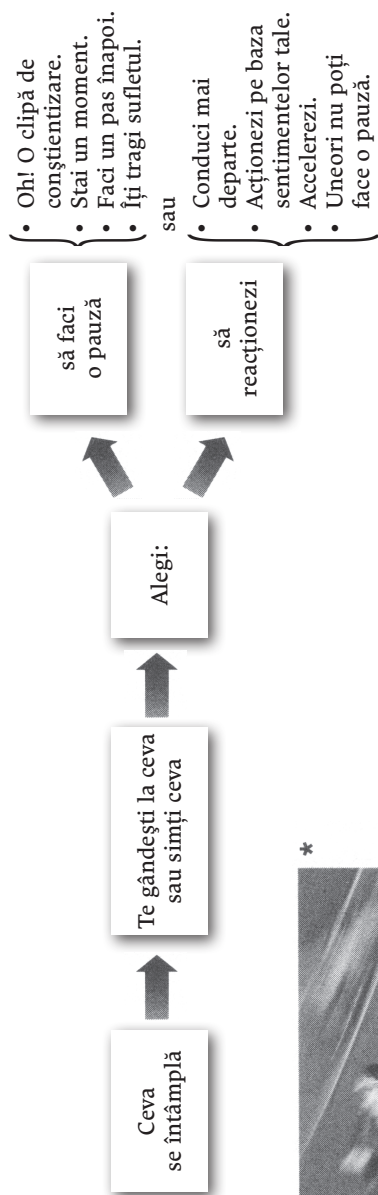 Ceva
se întâmplă
Te gândești la ceva
sau simți ceva
Alegi:
să faci
o pauză
• Oh! O clipă de
conștientizare.
• Stai un moment.
• Faci un pas înapoi.
• Îți tragi sufletul.
sau
să
reacționezi
• Conduci mai
departe.
• Acționezi pe baza
sentimentelor tale.
• Accelerezi.
• Uneori nu poți
face o pauză.
*